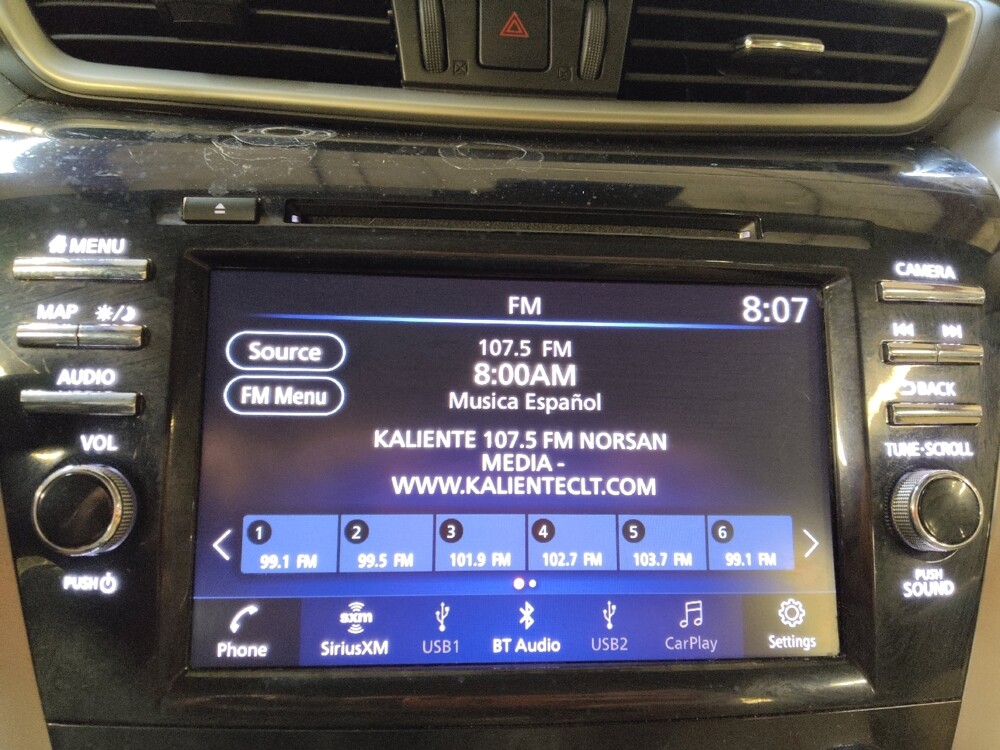 MENU
MAP
AUDIO
VOL
PUSH
FM
8:07
Source
FM Menu
107.5 FM
8:00AM
Musica Español
KALIENTE 107.5 FM NORSAN
MEDIA -
WWW.KALIENTECLT.COM
1
99.1 FM
2
99.5 FM
3
101.9 FM
4
102.7 FM
5
103.7 FM
6
99.1 FM
Phone
sxm
SiriusXM
USB1
BT Audio
USB2
CarPlay
Settings
CAMERA
BACK
TUNE·SCROLL
PUSH
SOUND